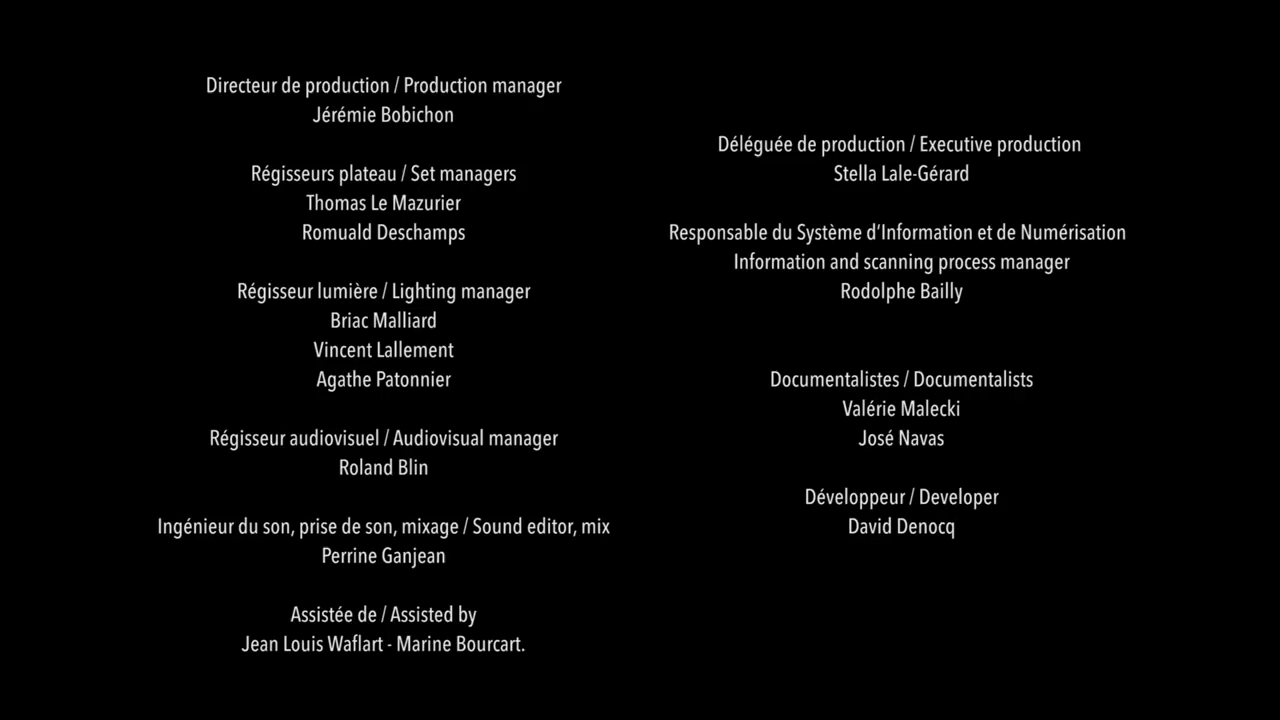 Directeur de production / Production manager
Jérémie Bobichon
Régisseurs plateau / Set managers
Thomas Le Mazurier
Romuald Deschamps
Régisseur lumière / Lighting manager
Briac Malliard
Vincent Lallement
Agathe Patonnier
Régisseur audiovisuel / Audiovisual manager
Roland Blin
Ingénieur du son, prise de son, mixage / Sound editor, mix
Perrine Ganjean
Assistée de / Assisted by
Jean Louis Waflart - Marine Bourcart.
Déléguée de production / Executive production
Stella Lale-Gérard
Responsable du Système d'Information et de Numérisation
Information and scanning process manager
Rodolphe Bailly
Documentalistes / Documentalists
Valérie Malecki
José Navas
Développeur / Developer
David Denocq